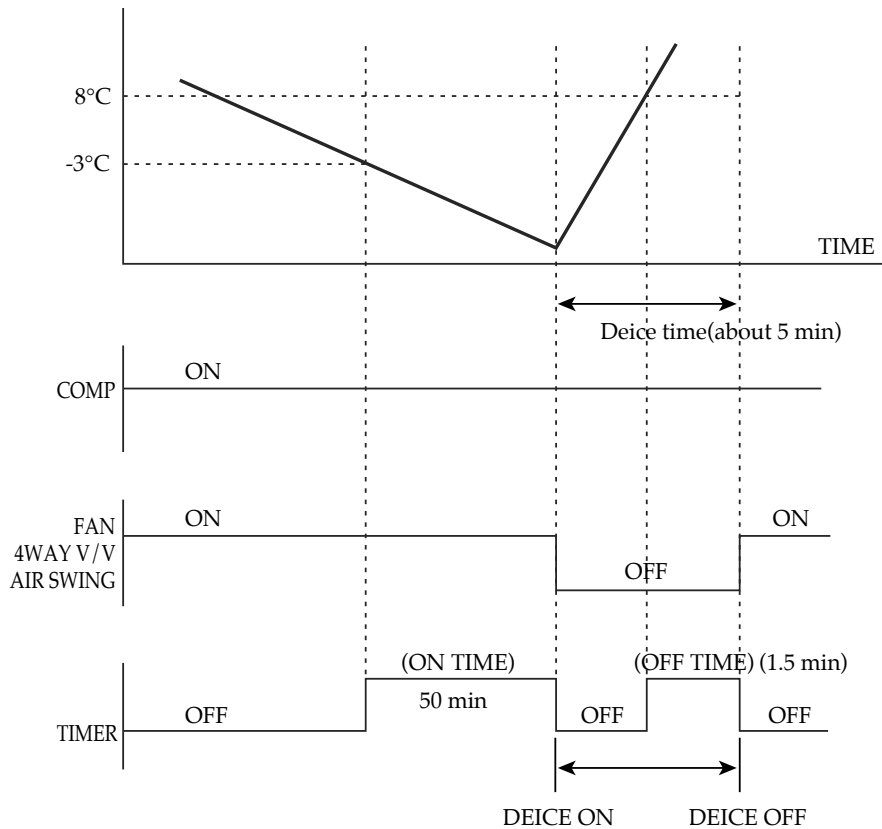 8°C
-3°C
TIME
Deice time(about 5 min)
ON
COMP
ON
ON
FAN
4WAY V/V
AIR SWING
OFF
(ON TIME)
(OFF TIME) (1.5 min)
50 min
OFF
OFF
OFF
TIMER
DEICE ON
DEICE OFF